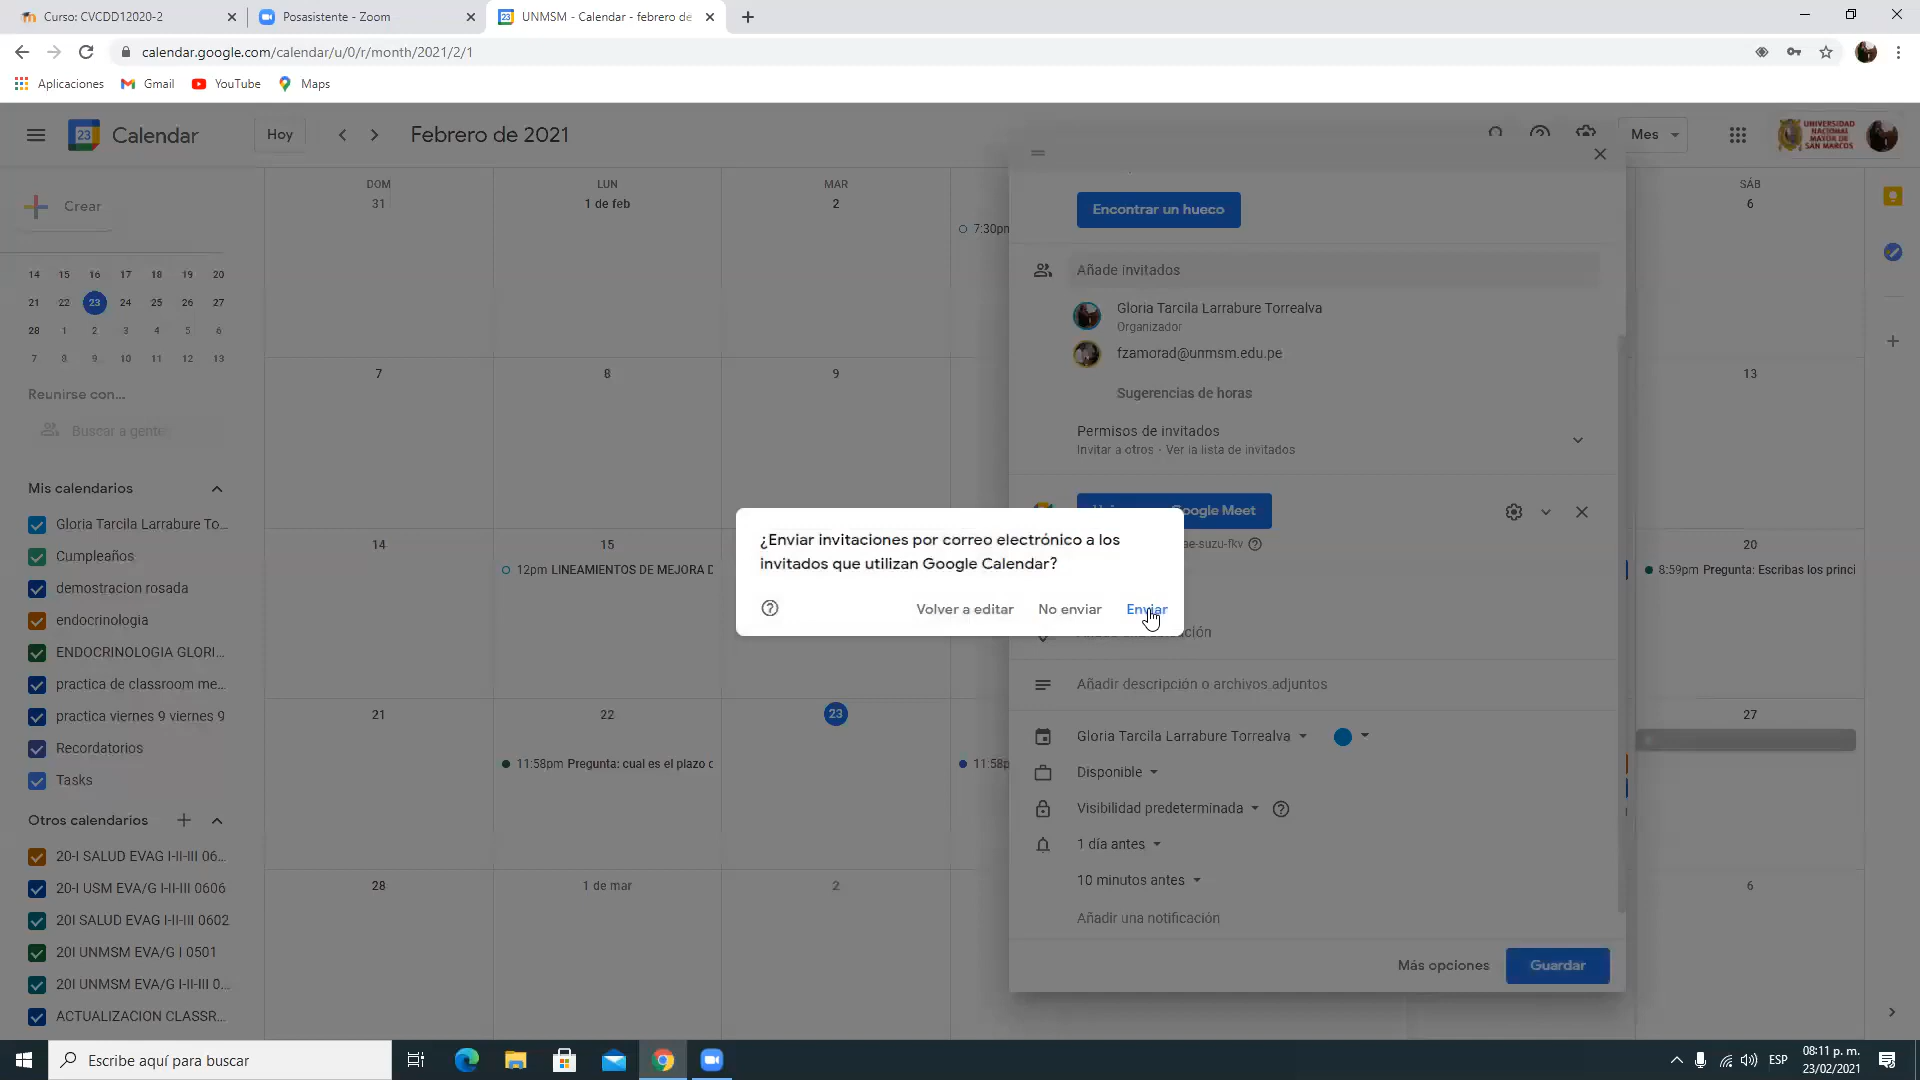 Curso: CVCDD12020-2
Posasistente - Zoom
UNMSM - Calendar - febrero de
calendar.google.com/calendar/u/0/r/month/2021/2/1
Aplicaciones
Gmail
YouTube
Maps
23
Calendar
Hoy
Febrero de 2021
Mes
UNIVERSIDAD NACIONAL MAYOR DE SAN MARCOS
Crear
14 15 16 17 18 19 20
21 22 23 24 25 26 27
28 1 2 3 4 5 6
7 8 9 10 11 12 13
Reunirse con...
Buscar a gente
Mis calendarios
Gloria Tarcila Larrabure To...
Cumpleaños
demostracion rosada
endocrinologia
ENDOCRINOLOGIA GLORI...
practica de classroom me...
practica viernes 9 viernes 9
Recordatorios
Tasks
Otros calendarios
20-I SALUD EVAG I-II-III 06...
20-I USM EVA/G I-II-III 0606
20I SALUD EVAG I-II-III 0602
20I UNMSM EVA/G I 0501
20I UNMSM EVA/G I-II-III 0...
ACTUALIZACION CLASSR...
DOM
31
LUN
1 de feb
MAR
2
7:30pm
SÁB
6
7
8
9
13
14
15
12pm LINEAMIENTOS DE MEJORA D
20
8:59pm Pregunta: Escribas los princi
21
22
23
11:58pm Pregunta: cual es el plazo c
11:58p
27
28
1 de mar
2
6
Encontrar un hueco
Añade invitados
Gloria Tarcila Larrabure Torrealva
Organizador
fzamorad@unmsm.edu.pe
Sugerencias de horas
Permisos de invitados
Invitar a otros - Ver la lista de invitados
Google Meet
ae-suzu-fkv
¿Enviar invitaciones por correo electrónico a los
invitados que utilizan Google Calendar?
Volver a editar
No enviar
Enviar
Añadir descripción o archivos adjuntos
Gloria Tarcila Larrabure Torrealva
Disponible
Visibilidad predeterminada
1 día antes
10 minutos antes
Añadir una notificación
Más opciones
Guardar
Escribe aquí para buscar
ESP
08:11 p. m.
23/02/2021